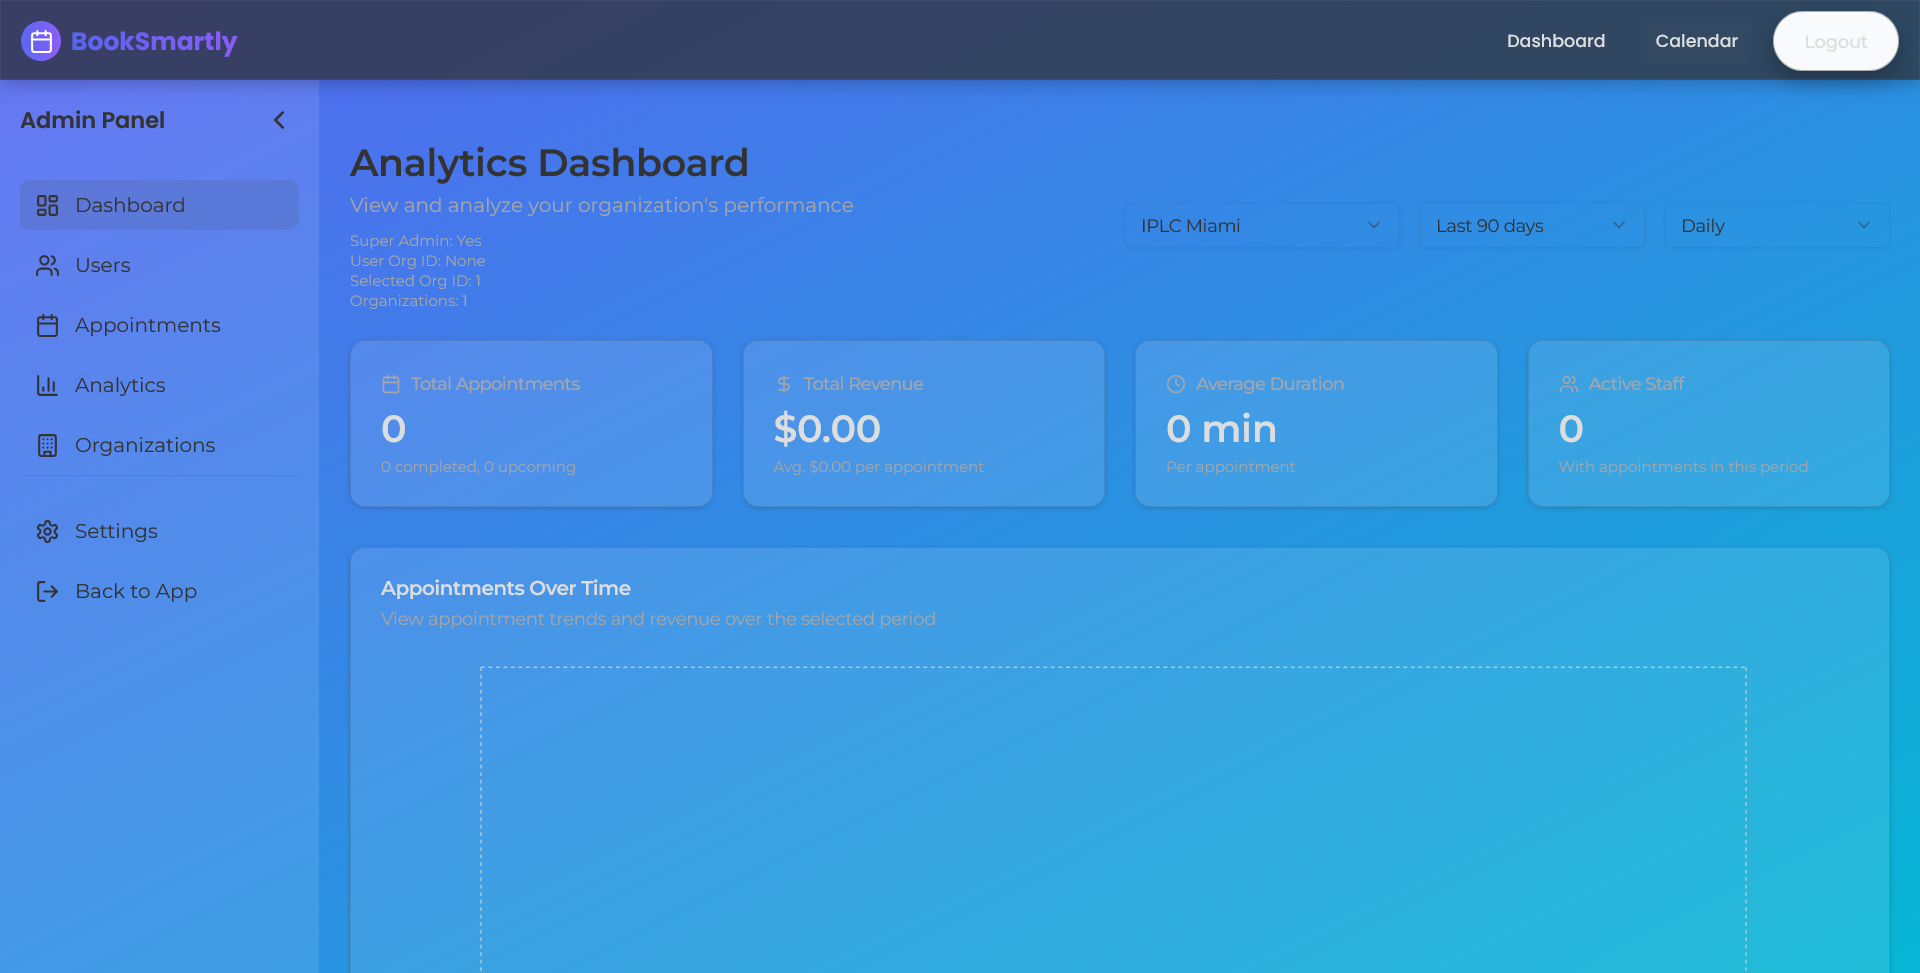 BookSmartly
Dashboard
Calendar
Logout
Admin Panel
Dashboard
Users
Appointments
Analytics
Organizations
Settings
Back to App
Analytics Dashboard
View and analyze your organization's performance
Super Admin: Yes
User Org ID: None
Selected Org ID: 1
Organizations: 1
IPLC Miami
Last 90 days
Daily
Total Appointments
0
0 completed, 0 upcoming
Total Revenue
$0.00
Avg. $0.00 per appointment
Average Duration
0 min
Per appointment
Active Staff
0
With appointments in this period
Appointments Over Time
View appointment trends and revenue over the selected period